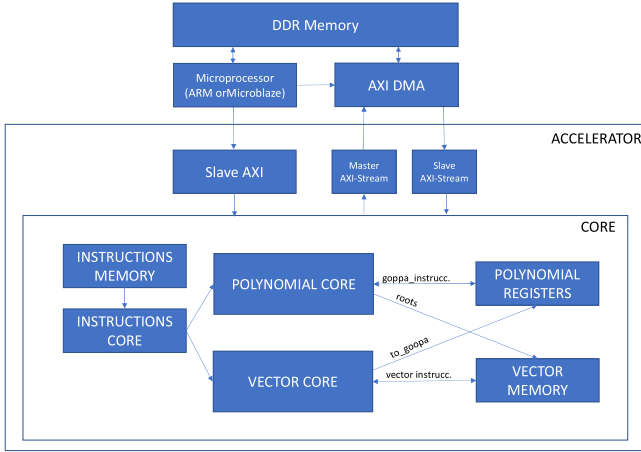 DDR Memory
Microprocessor
(ARM orMicroblaze)
AXI DMA
ACCELERATOR
Slave AXI
Master
AXI-Stream
Slave
AXI-Stream
CORE
INSTRUCTIONS
MEMORY
POLYNOMIAL CORE
goppa_instrucc.
POLYNOMIAL
REGISTERS
roots
INSTRUCTIONS
CORE
to_goopa
VECTOR CORE
vector instrucc.
VECTOR
MEMORY